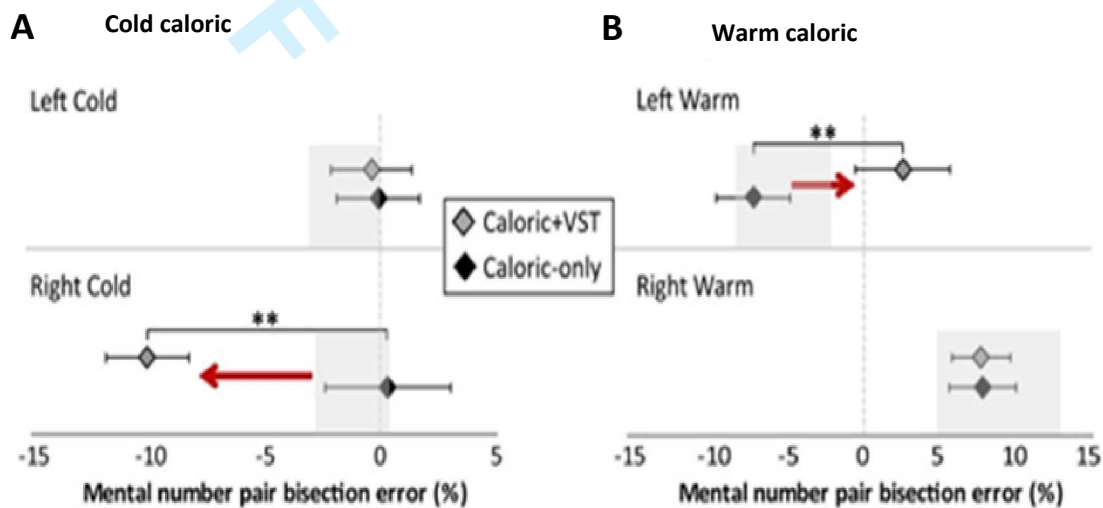 A
Cold caloric
Left Cold
Right Cold
**
-15
-10
-5
0
5
Mental number pair bisection error (%)
Caloric+VST
Caloric-only
B
Warm caloric
Left Warm
**
Right Warm
-15
-10
-5
0
5
10
15
Mental number pair bisection error (%)